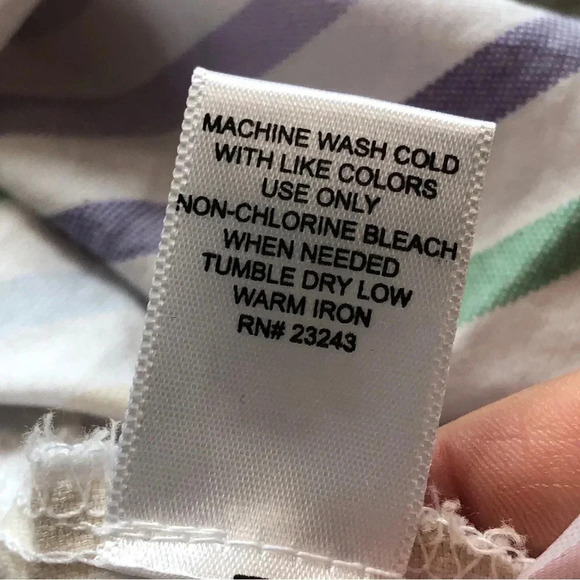 MACHINE WASH COLD
WITH LIKE COLORS
USE ONLY
NON-CHLORINE BLEACH
WHEN NEEDED
TUMBLE DRY LOW
WARM IRON
RN# 23243